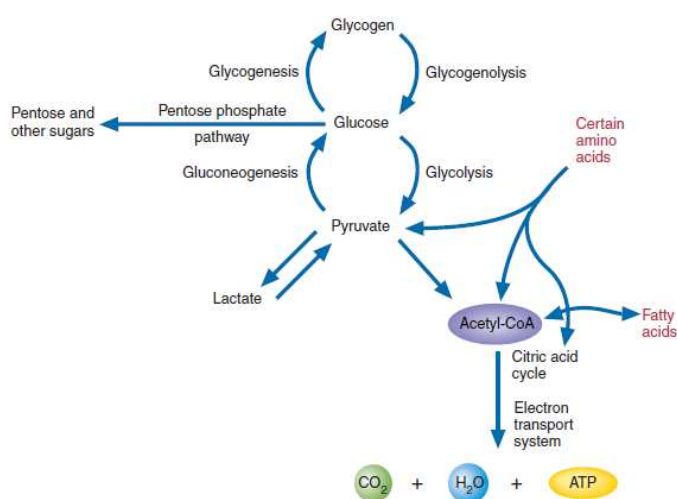 Glycogen
Glycogenesis
Glycogenolysis
Pentose and
other sugars
Pentose phosphate
pathway
Glucose
Certain
amino
acids
Gluconeogenesis
Glycolysis
Pyruvate
Lactate
Acetyl-CoA
Fatty
acids
Citric acid
cycle
Electron
transport
system
CO₂ + H₂O + ATP